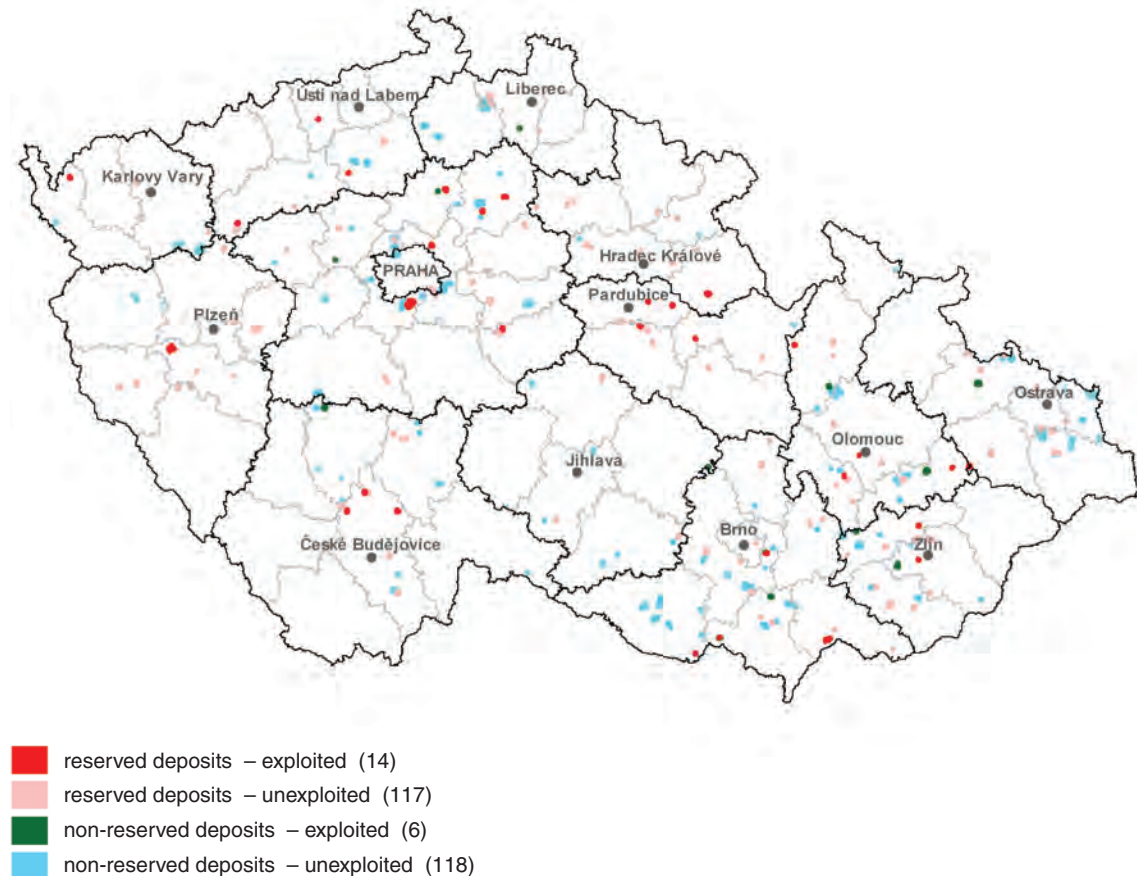 Ústí nad Labem
Liberec
Karlovy Vary
PRAHA
Hradec Králové
Pardubice
Plzeň
Ostrava
Olomouc
Jihlava
Brno
Zlín
České Budějovice
reserved deposits – exploited (14)
reserved deposits – unexploited (117)
non-reserved deposits – exploited (6)
non-reserved deposits – unexploited (118)